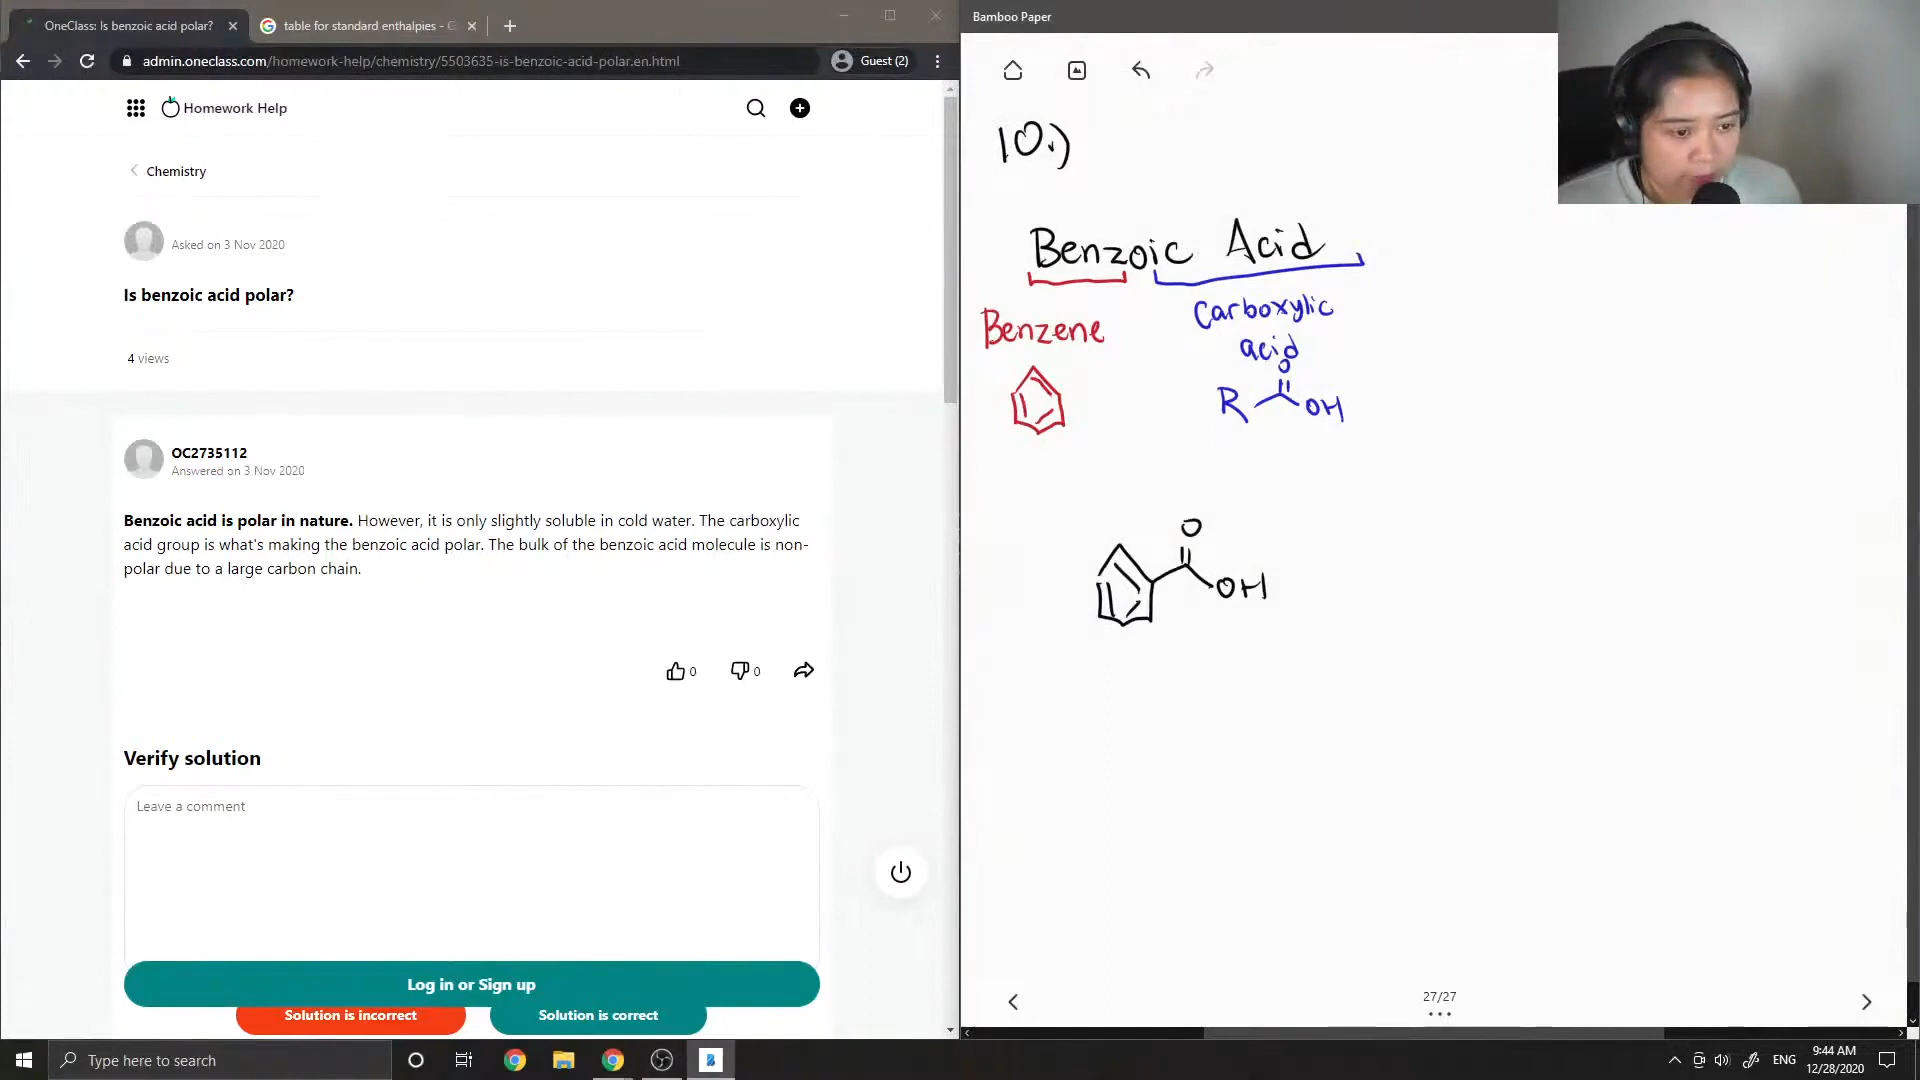 OneClass: Is benzoic acid polar?
table for standard enthalpies - G
admin.oneclass.com/homework-help/chemistry/5503635-is-benzoic-acid-polar.en.html
Guest (2)
Homework Help
Chemistry
Asked on 3 Nov 2020
Is benzoic acid polar?
4 views
OC2735112
Answered on 3 Nov 2020
Benzoic acid is polar in nature. However, it is only slightly soluble in cold water. The carboxylic
acid group is what's making the benzoic acid polar. The bulk of the benzoic acid molecule is non-
polar due to a large carbon chain.
0
0
Verify solution
Leave a comment
Log in or Sign up
Solution is incorrect
Solution is correct
Bamboo Paper
10.)
Benzoic Acid
Benzene
Carboxylic
acid
O
R
OH
O
OH
27/27
Type here to search
ENG
9:44 AM
12/28/2020